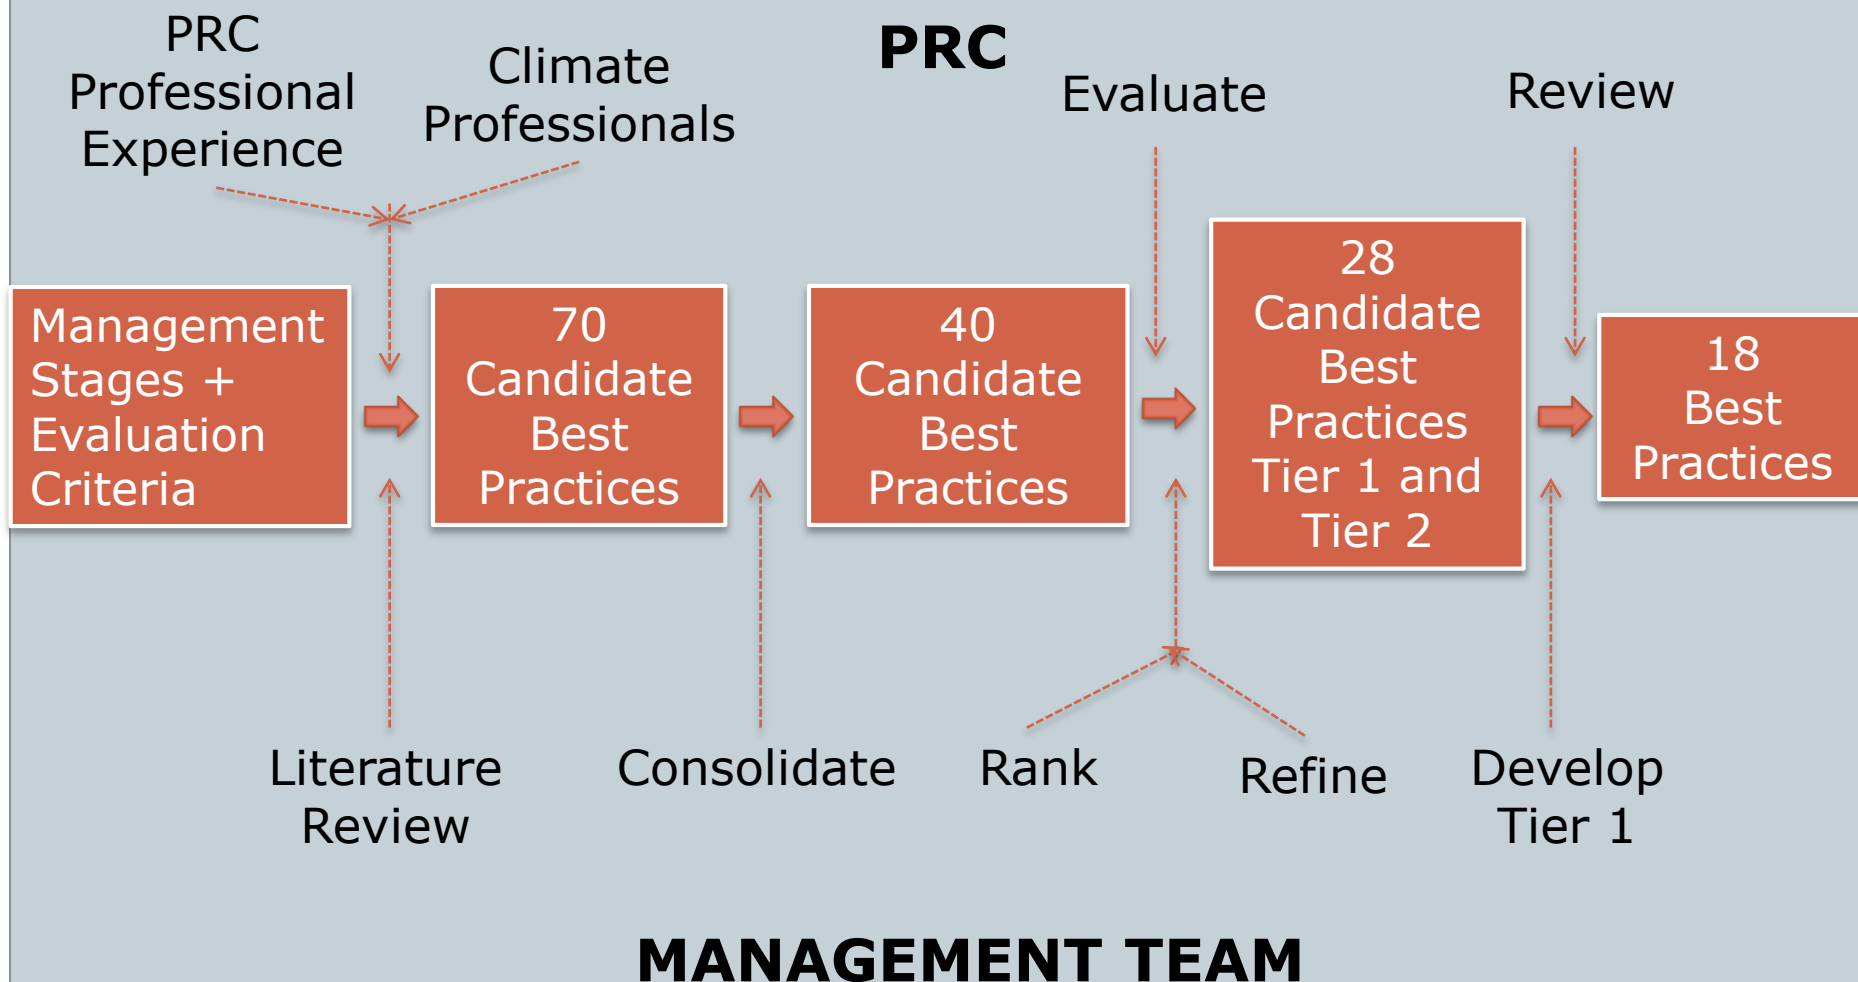 PRC
PRC
Professional
Experience
Climate
Professionals
Evaluate
Review
Management
Stages +
Evaluation
Criteria
70
Candidate
Best
Practices
40
Candidate
Best
Practices
28
Candidate
Best
Practices
Tier 1 and
Tier 2
18
Best
Practices
Literature
Review
Consolidate
Rank
Refine
Develop
Tier 1
MANAGEMENT TEAM